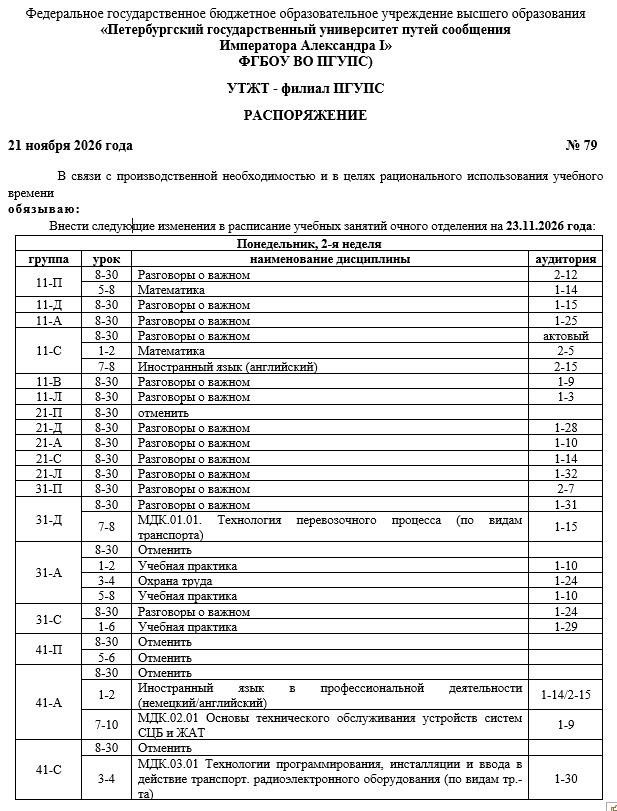 Федеральное государственное бюджетное образовательное учреждение высшего образования
«Петербургский государственный университет путей сообщения
Императора Александра I»
ФГБОУ ВО ПГУПС)
УТЖТ - филиал ПГУПС
РАСПОРЯЖЕНИЕ
21 ноября 2026 года № 79
В связи с производственной необходимостью и в целях рационального использования учебного
времени
обязываю:
Внести следующие изменения в расписание учебных занятий очного отделения на 23.11.2026 года:
Понедельник, 2-я неделя
группа урок наименование дисциплины аудитория
11-П 8-30 Разговоры о важном 2-12
5-8 Математика 1-14
11-Д 8-30 Разговоры о важном 1-15
11-А 8-30 Разговоры о важном 1-25
11-С 8-30 Разговоры о важном актовый
1-2 Математика 2-5
7-8 Иностранный язык (английский) 2-15
11-В 8-30 Разговоры о важном 1-9
11-Л 8-30 Разговоры о важном 1-3
21-П 8-30 отменить
21-Д 8-30 Разговоры о важном 1-28
21-А 8-30 Разговоры о важном 1-10
21-С 8-30 Разговоры о важном 1-14
21-Л 8-30 Разговоры о важном 1-32
31-П 8-30 Разговоры о важном 2-7
31-Д 8-30 Разговоры о важном 1-31
7-8 МДК.01.01. Технология перевозочного процесса (по видам
транспорта) 1-15
31-А 8-30 Отменить
1-2 Учебная практика 1-10
3-4 Охрана труда 1-24
5-8 Учебная практика 1-10
31-С 8-30 Разговоры о важном 1-24
1-6 Учебная практика 1-29
41-П 8-30 Отменить
5-6 Отменить
41-А 8-30 Отменить
1-2 Иностранный язык в профессиональной деятельности
(немецкий/английский) 1-14/2-15
7-10 МДК.02.01 Основы технического обслуживания устройств систем
СЦБ и ЖАТ 1-9
41-С 8-30 Отменить
3-4 МДК.03.01 Технологии программирования, инсталляции и ввода в
действие транспорт. радиоэлектронного оборудования (по видам тр.-
та) 1-30